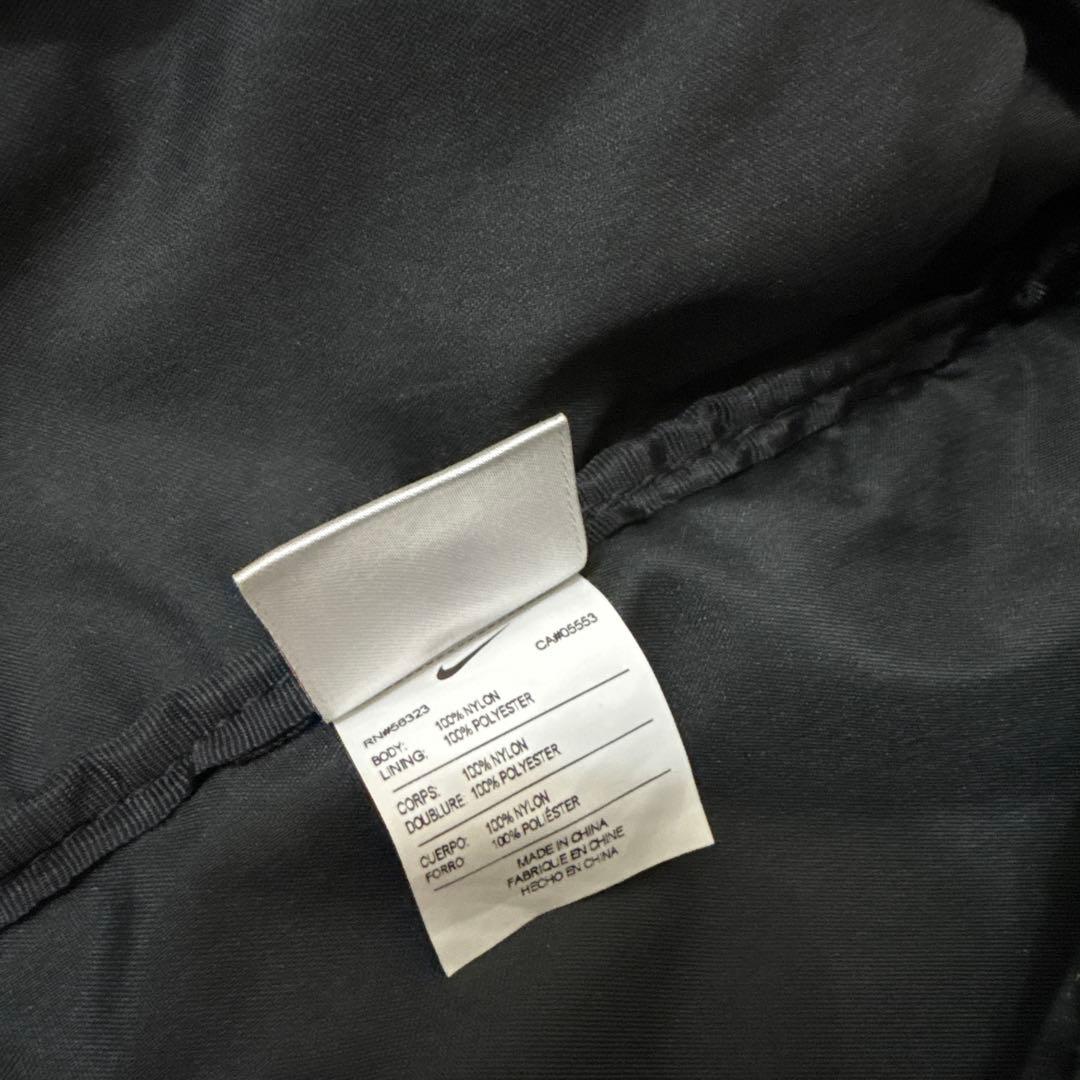 RN#56323 CA#05553
BODY: 100% NYLON
LINING: 100% POLYESTER
CORPS: 100% NYLON
DOUBLURE: 100% POLYESTER
CUERPO: 100% NYLON
FORRO: 100% POLIÉSTER
MADE IN CHINA
FABRIQUE EN CHINE
HECHO EN CHINA